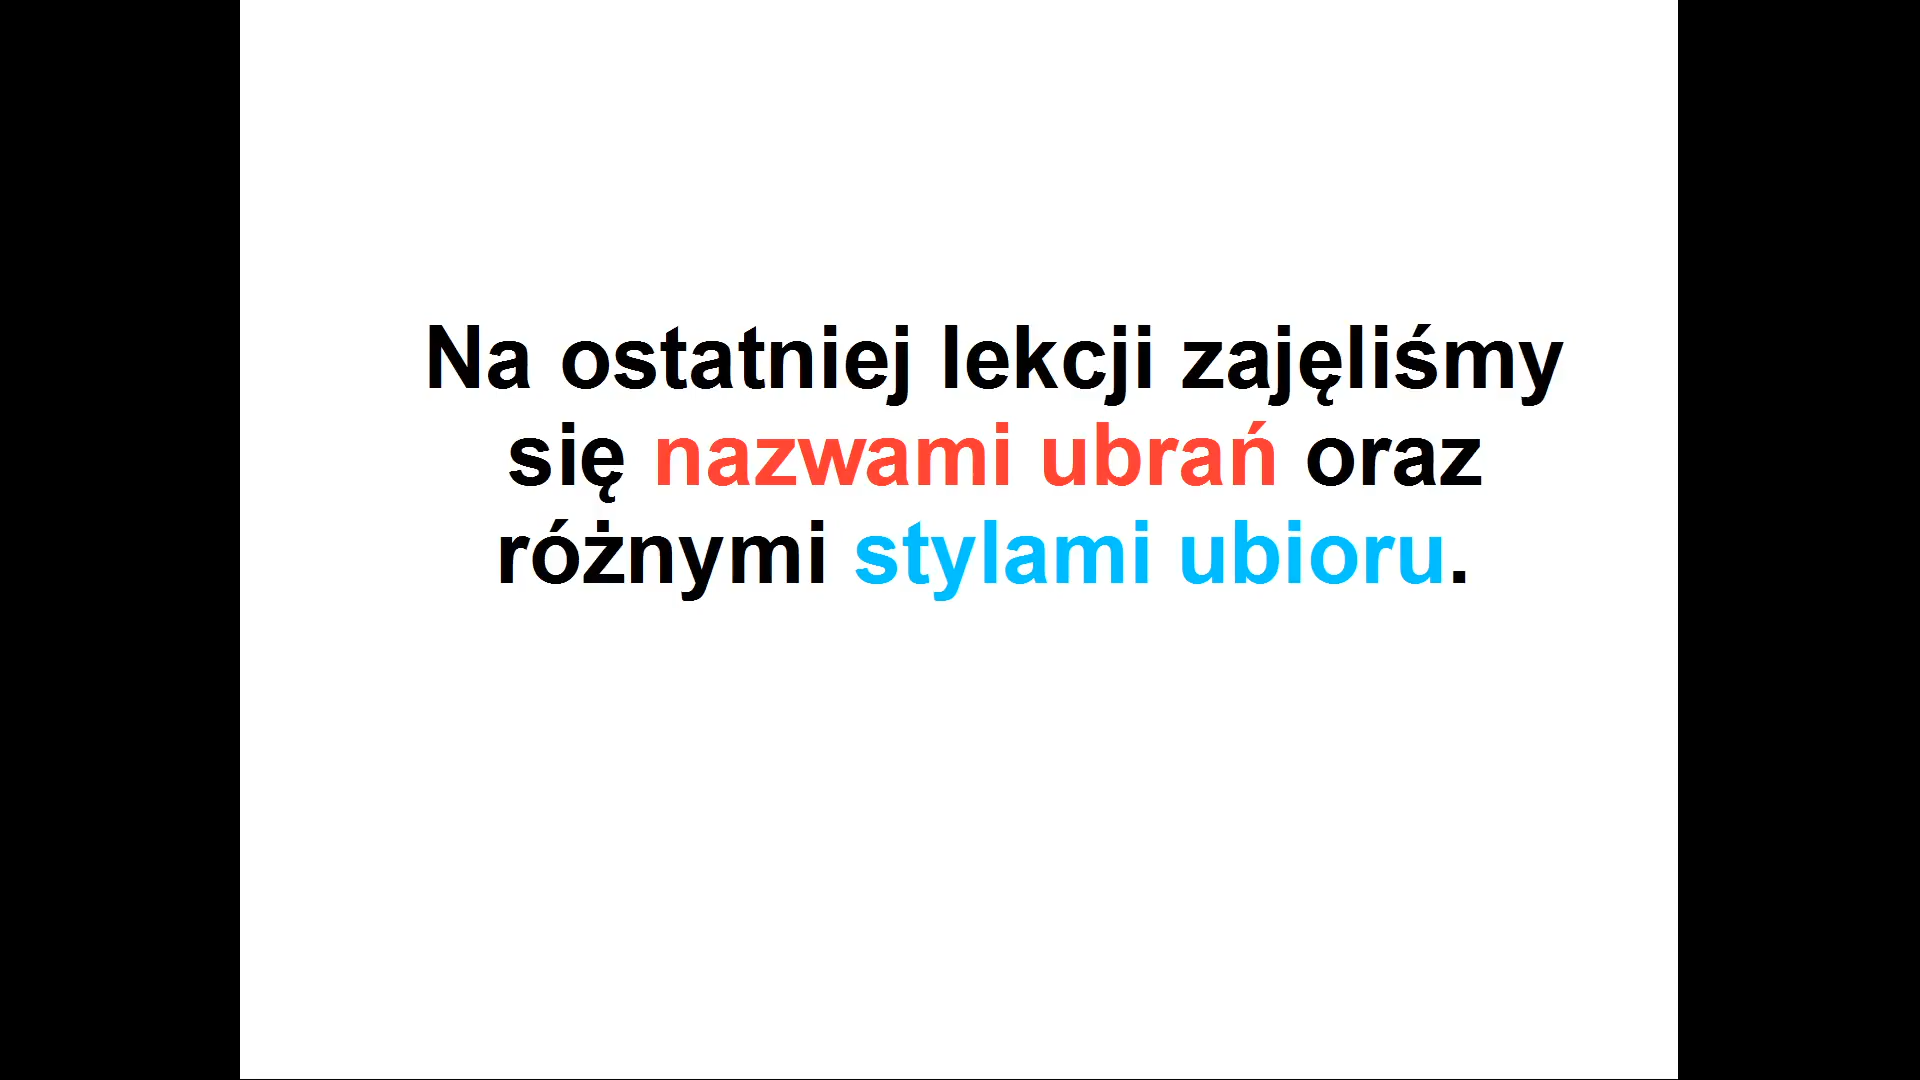 Na ostatniej lekcji zajęliśmy
się nazwami ubrań oraz
różnymi stylami ubioru.